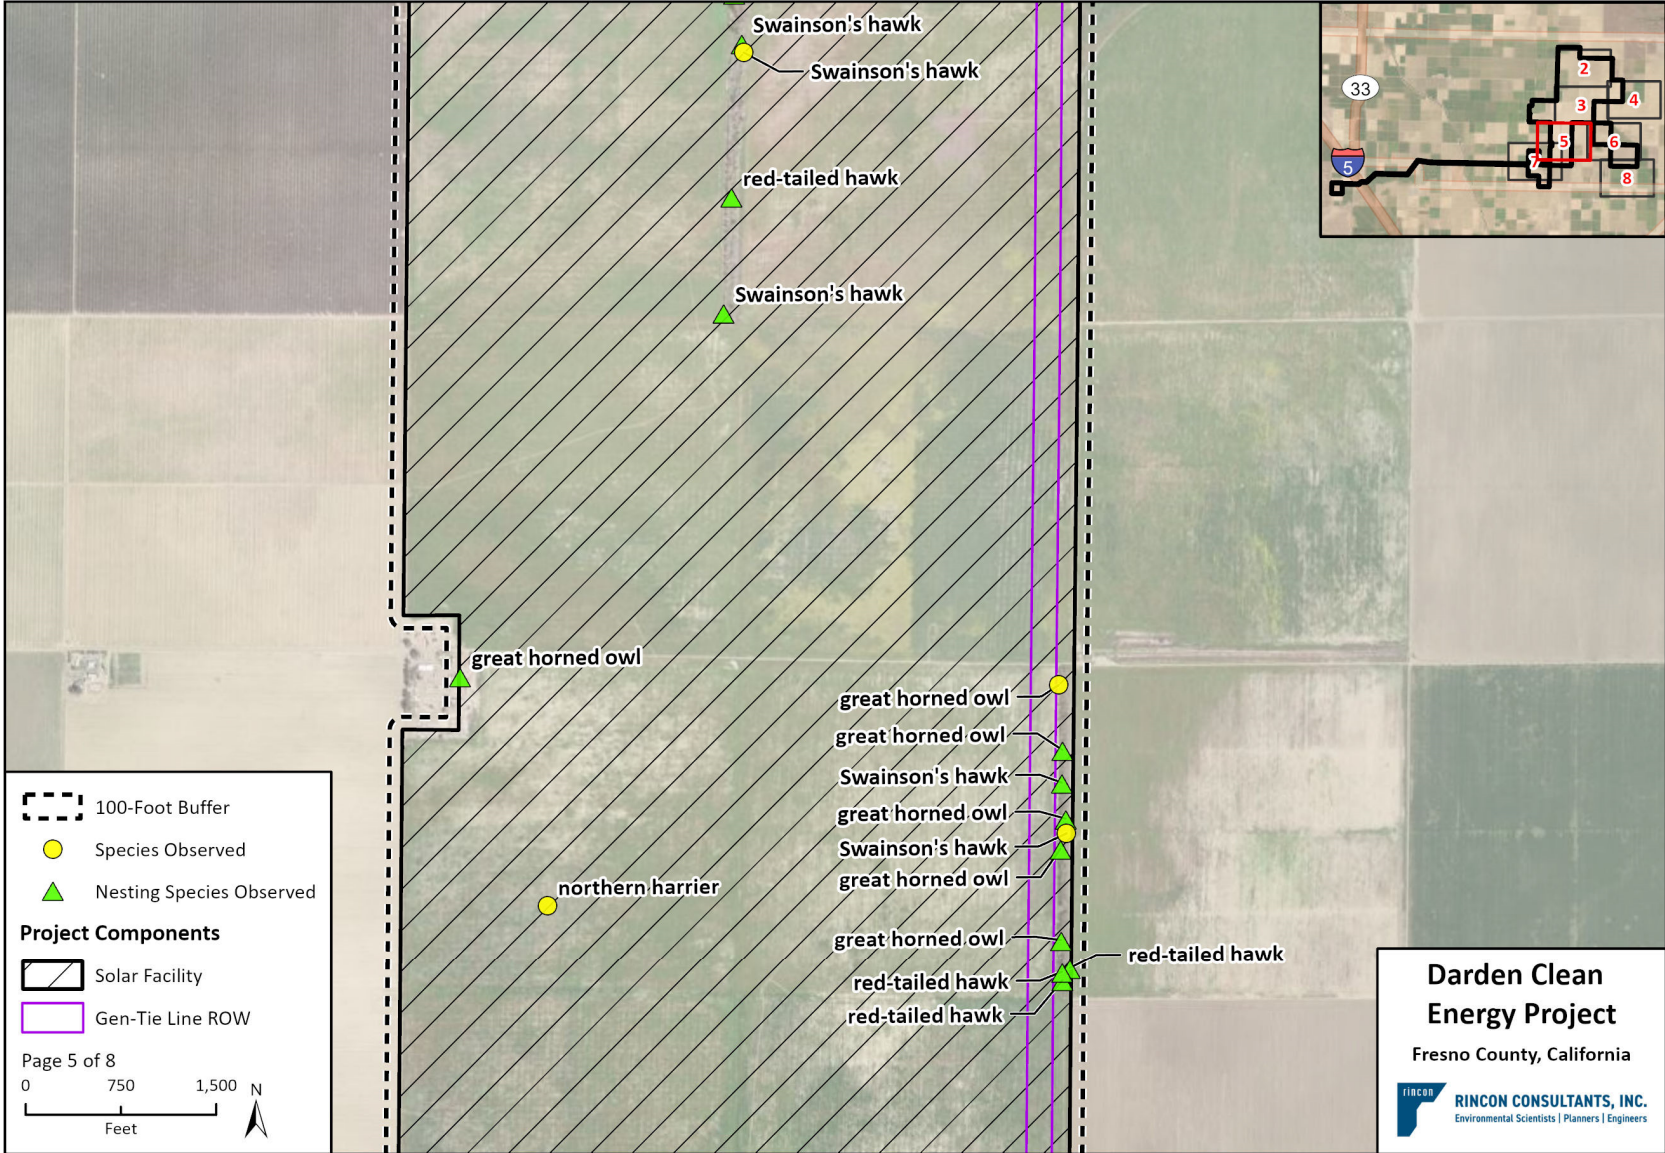 Swainson's hawk
Swainson's hawk
red-tailed hawk
Swainson's hawk
great horned owl
great horned owl
great horned owl
Swainson's hawk
great horned owl
Swainson's hawk
great horned owl
northern harrier
great horned owl
red-tailed hawk
red-tailed hawk
red-tailed hawk
33
5
2
3
4
5
6
7
8
100-Foot Buffer
Species Observed
Nesting Species Observed
Project Components
Solar Facility
Gen-Tie Line ROW
Page 5 of 8
0 750 1,500 N
Feet
Darden Clean
Energy Project
Fresno County, California
rincon
RINCON CONSULTANTS, INC.
Environmental Scientists | Planners | Engineers